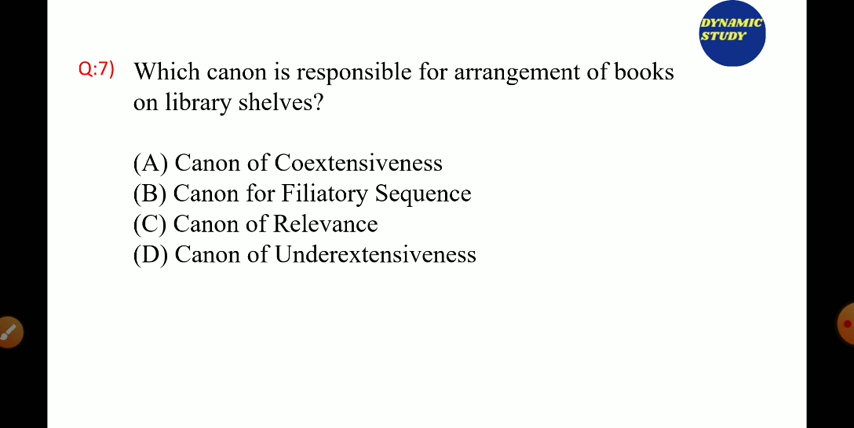 DYNAMIC
STUDY
Q:7) Which canon is responsible for arrangement of books
on library shelves?
(A) Canon of Coextensiveness
(B) Canon for Filiatory Sequence
(C) Canon of Relevance
(D) Canon of Underextensiveness